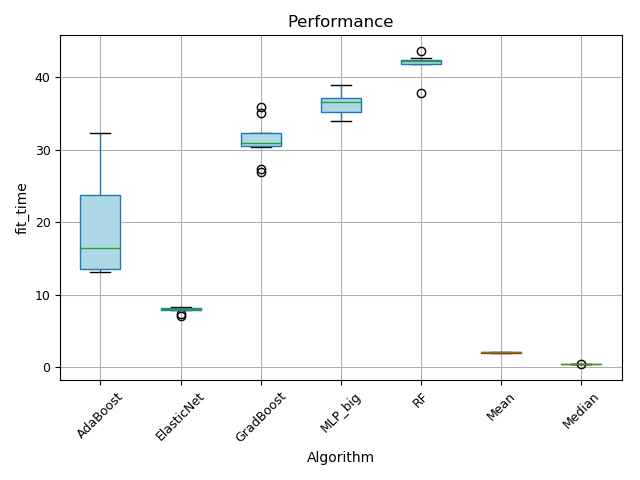 Performance
fit_time
40
30
20
10
0
AdaBoost
ElasticNet
GradBoost
MLP_big
RF
Mean
Median
Algorithm